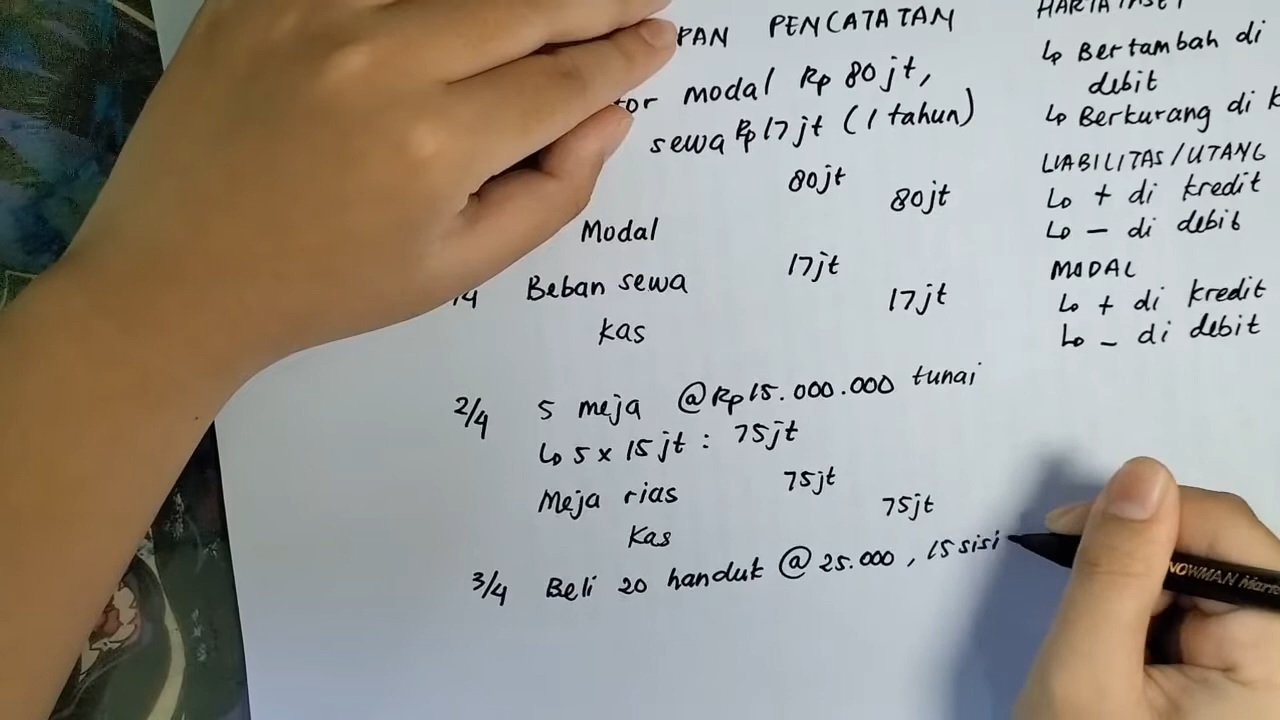 PENCATATAN
modal Rp 80jt,
sewa Rp 17jt (1 tahun)
80jt
80jt
Modal
Beban sewa 17jt
17jt
kas
2/4 5 meja @Rp15.000.000 tunai
↳ 5 x 15jt : 75jt
Meja rias 75jt
75jt
Kas
3/4 Beli 20 handuk @25.000, 15 sisi
↳ Bertambah di
debit
↳ Berkurang di
LIABILITAS/UTANG
↳ + di kredit
↳ - di debit
MODAL
↳ + di kredit
↳ - di debit